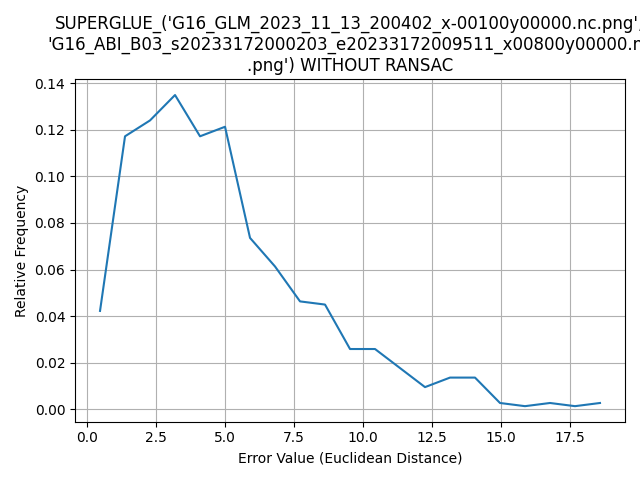 SUPERGLUE_('G16_GLM_2023_11_13_200402_x-00100y00000.nc.png',
'G16_ABI_B03_s20233172000203_e20233172009511_x00800y00000.n
.png') WITHOUT RANSAC
0.14
0.12
0.10
0.08
0.06
0.04
0.02
0.00
Relative Frequency
0.0 2.5 5.0 7.5 10.0 12.5 15.0 17.5
Error Value (Euclidean Distance)